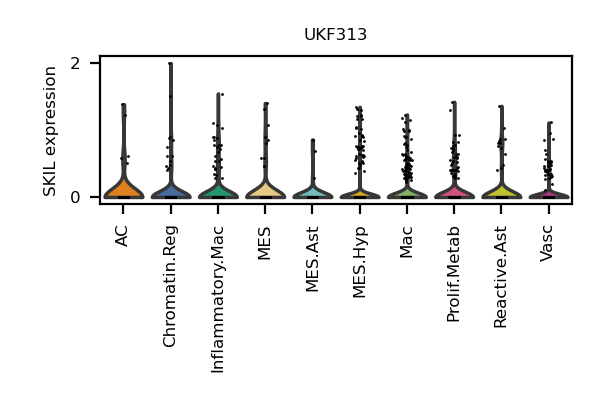 UKF313
SKIL expression
2
0
AC
Chromatin.Reg
Inflammatory.Mac
MES
MES.Ast
MES.Hyp
Mac
Prolif.Metab
Reactive.Ast
Vasc